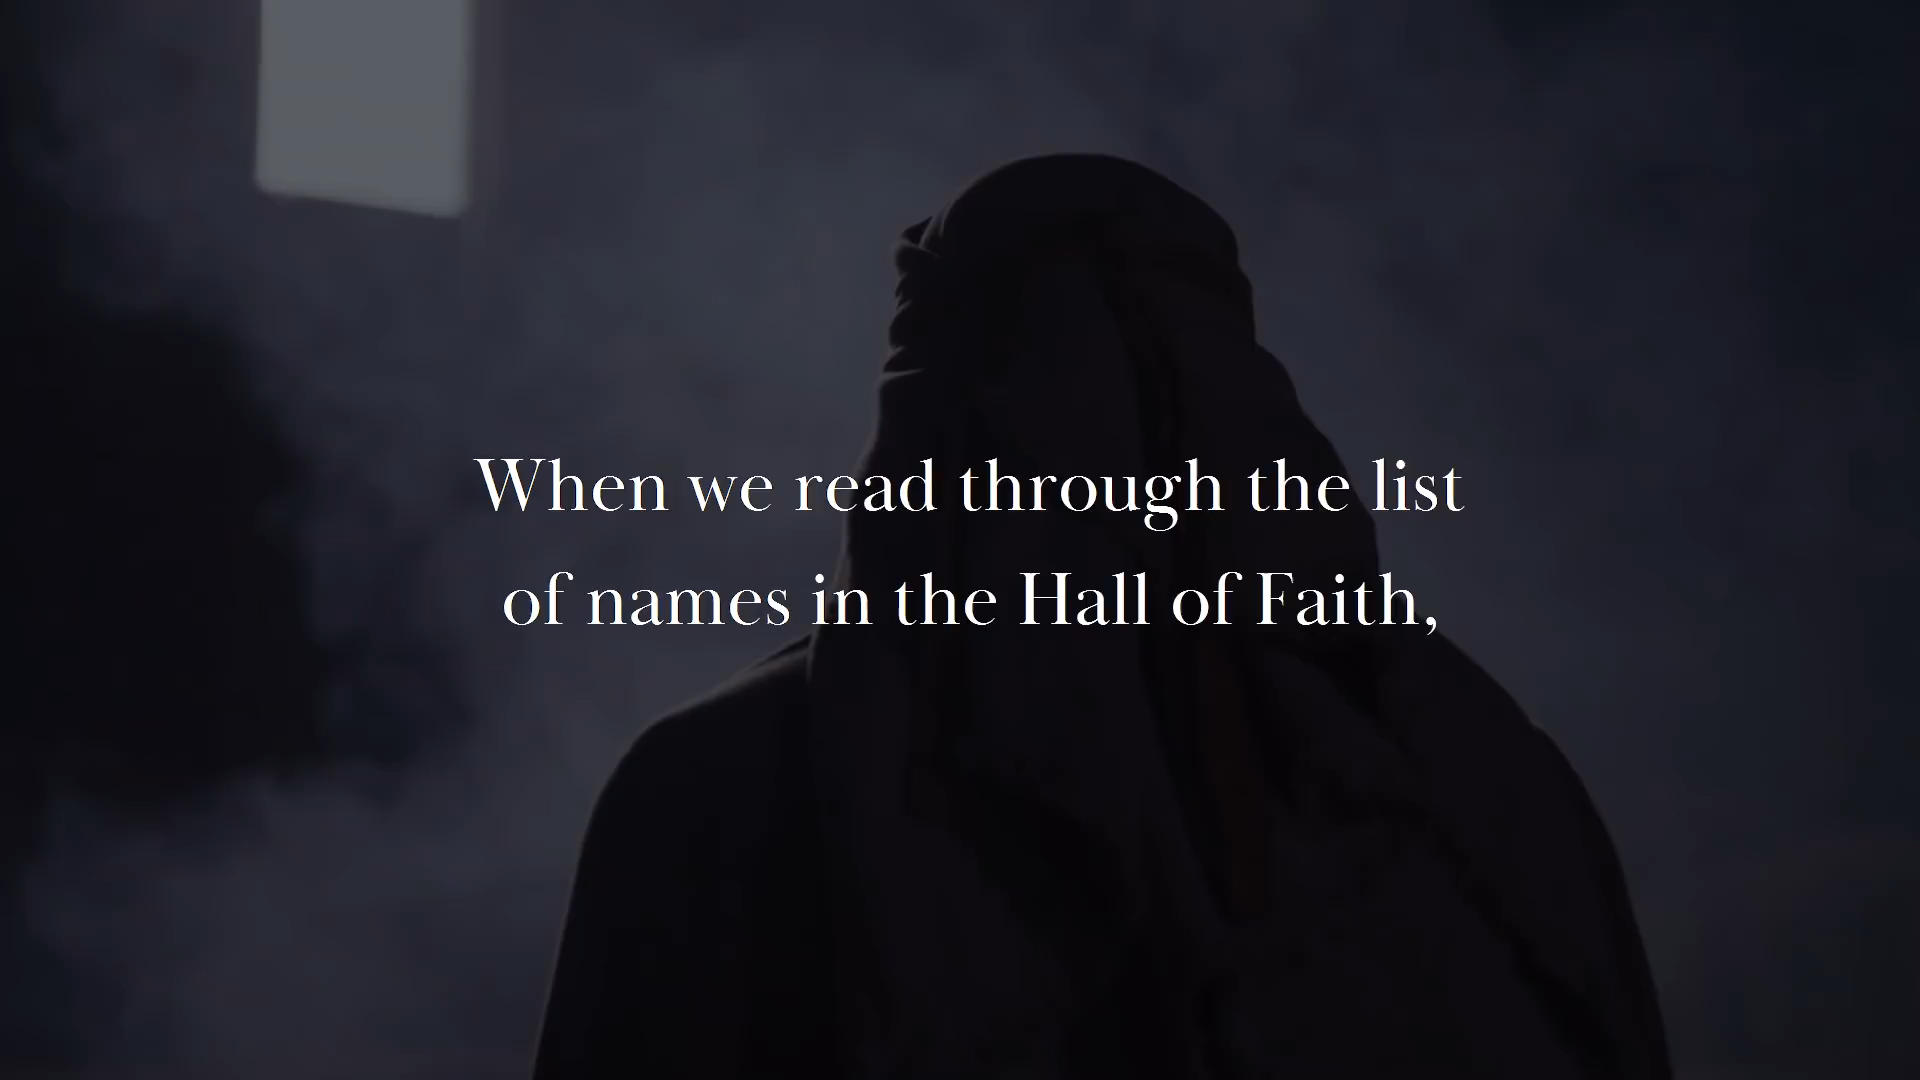 When we read through the list
of names in the Hall of Faith,